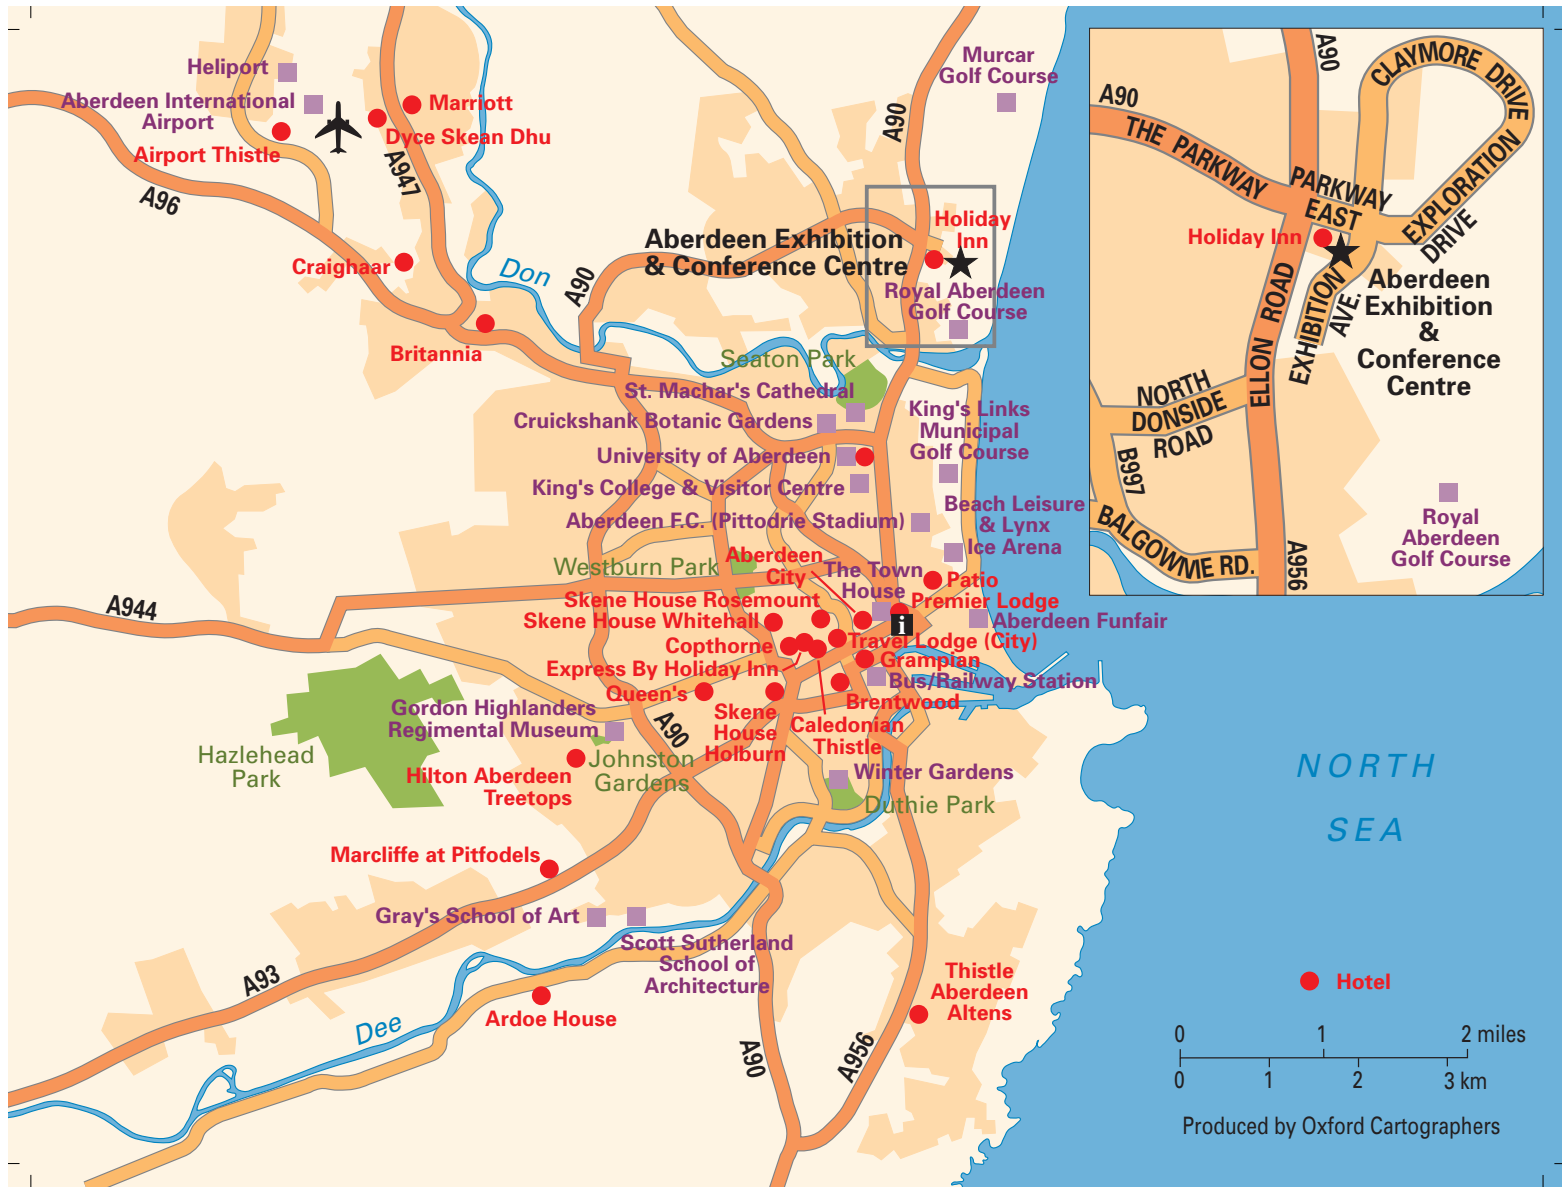 Heliport
Aberdeen International
Airport
Airport Thistle
Marriott
Dyce Skean Dhu
A947
A96
Craighaar
Britannia
Don
A90
A90
Murcar
Golf Course
Aberdeen Exhibition
& Conference Centre
Holiday
Inn
Royal Aberdeen
Golf Course
Seaton Park
St. Machar's Cathedral
Cruickshank Botanic Gardens
University of Aberdeen
King's College & Visitor Centre
Aberdeen F.C. (Pittodrie Stadium)
King's Links
Municipal
Golf Course
Beach Leisure
& Lynx
Ice Arena
Westburn Park
Aberdeen
City
The Town
House
Patio
Premier Lodge
i
Aberdeen Funfair
Skene House Rosemount
Skene House Whitehall
Copthorne
Express By Holiday Inn
Queen's
Travel Lodge (City)
Grampian
Bus/Railway Station
Brentwood
Skene
House
Holburn
Caledonian
Thistle
A944
A90
Gordon Highlanders
Regimental Museum
Hazlehead
Park
Hilton Aberdeen
Treetops
Johnston
Gardens
Winter Gardens
Duthie Park
Marcliffe at Pitfodels
Gray's School of Art
Scott Sutherland
School of
Architecture
A93
Dee
Ardoe House
Thistle
Aberdeen
Altens
A90
A956
NORTH
SEA
Hotel
0 1 2 miles
0 1 2 3 km
Produced by Oxford Cartographers
A90
A90
CLAYMORE DRIVE
THE PARKWAY
PARKWAY
EAST
EXPLORATION
DRIVE
Holiday Inn
EXHIBITION
AVE.
Aberdeen
Exhibition
&
Conference
Centre
ELLON ROAD
NORTH
DONSIDE
ROAD
B997
BALGOWNIE RD.
A956
Royal
Aberdeen
Golf Course